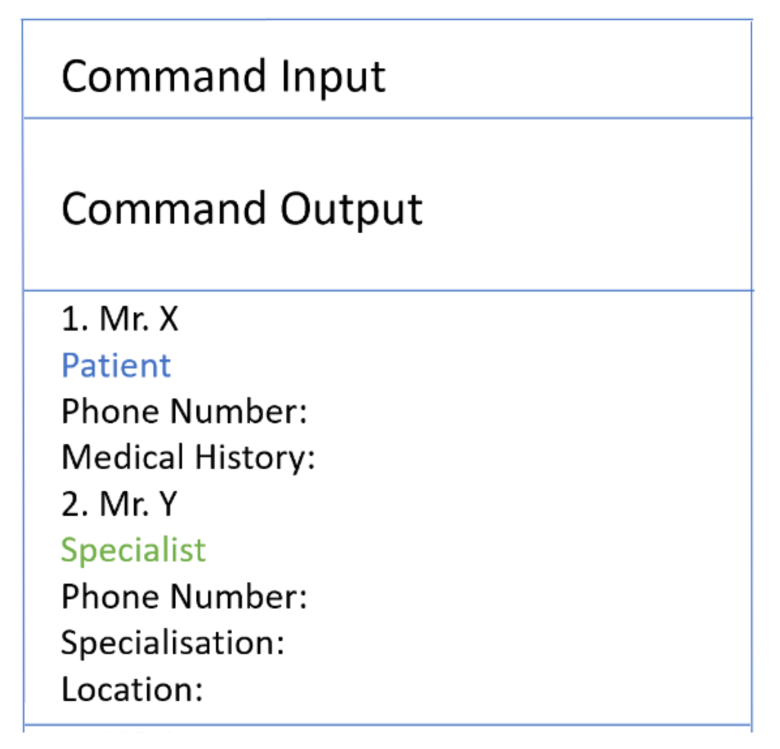 Command Input
Command Output
1. Mr. X
Patient
Phone Number:
Medical History:
2. Mr. Y
Specialist
Phone Number:
Specialisation:
Location: